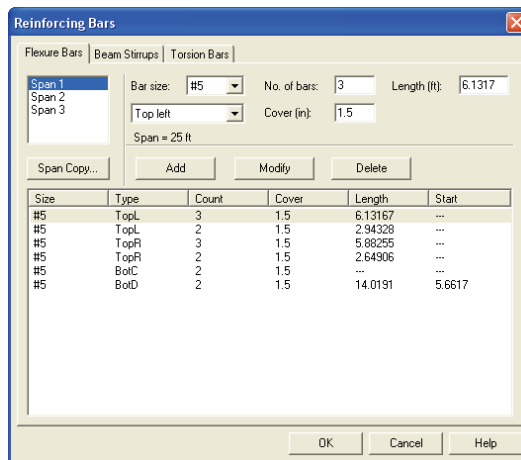 Reinforcing Bars
Flexure Bars Beam Stirrups Torsion Bars
Span 1
Span 2
Span 3
Bar size: #5 No. of bars: 3 Length (ft): 6.1317
Top left Cover (in): 1.5
Span = 25 ft
Span Copy... Add Modify Delete
Size Type Count Cover Length Start
#5 TopL 3 1.5 6.13167 ---
#5 TopL 2 1.5 2.94328 ---
#5 TopR 3 1.5 5.88255 ---
#5 TopR 2 1.5 2.64906 ---
#5 BotC 2 1.5 --- ---
#5 BotD 2 1.5 14.0191 5.6617
OK Cancel Help